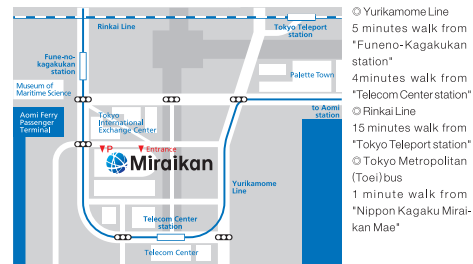 Rinkai Line
Tokyo Teleport
station
Fune-no-
kagakukan
station
Palette Town
Museum of
Maritime Science
to Aomi
station
Aomi Ferry
Passenger
Terminal
Tokyo
International
Exchange Center
P
Entrance
Miraikan
Yurikamome
Line
Telecom Center
station
Telecom Center
◎Yurikamome Line
5 minutes walk from
"Funeno-Kagakukan
station"
4minutes walk from
"Telecom Center station"
◎Rinkai Line
15 minutes walk from
"Tokyo Teleport station"
◎Tokyo Metropolitan
(Toei) bus
1 minute walk from
"Nippon Kagaku Mirai-
kan Mae"